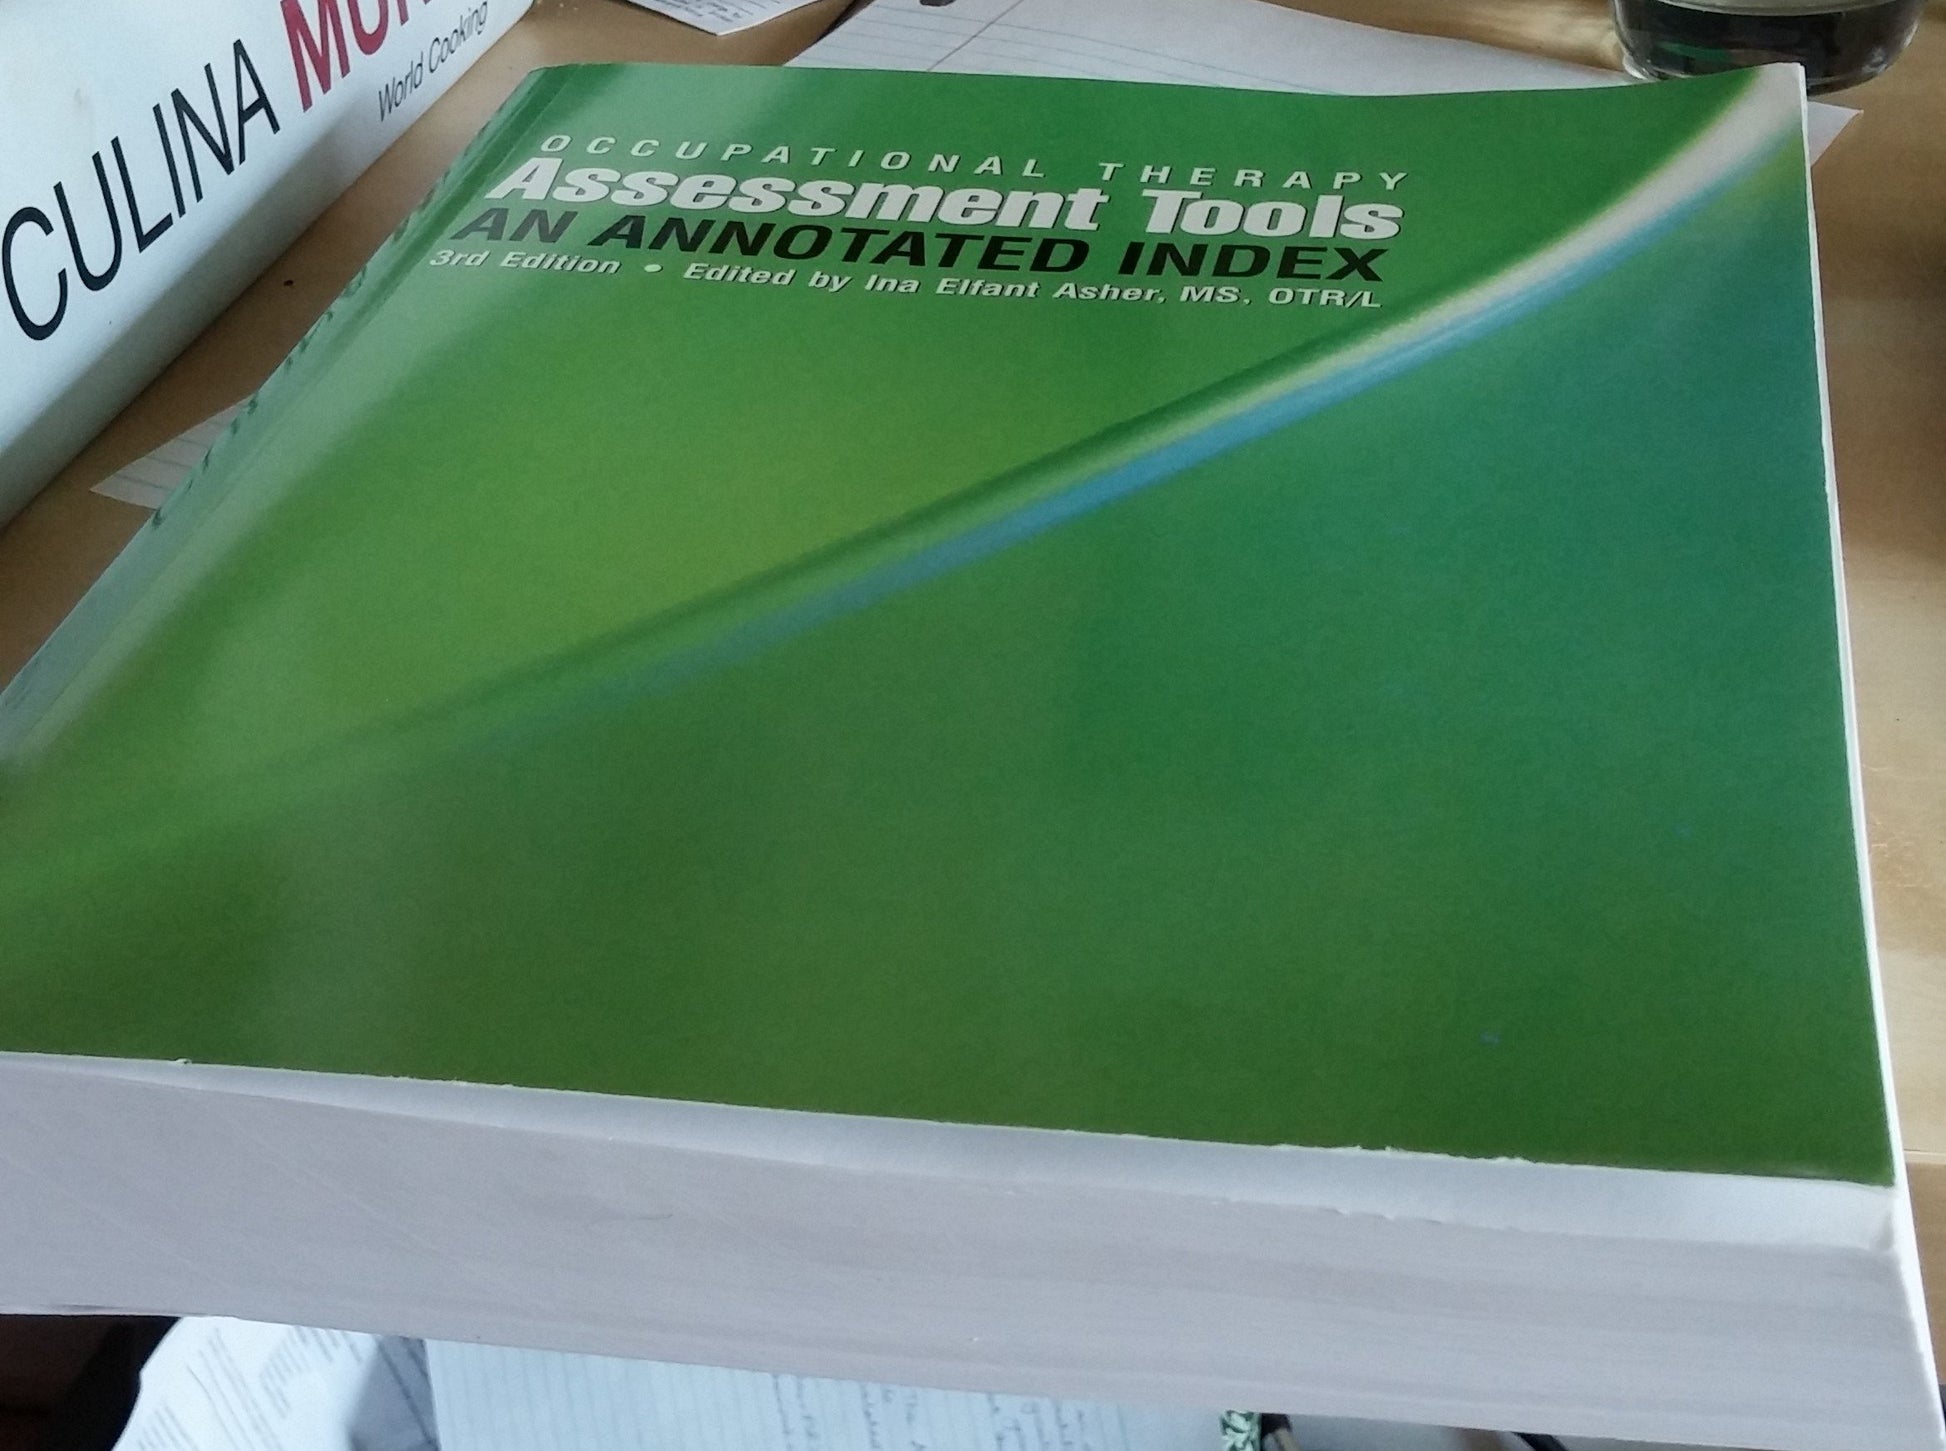 CULINA
World Cooking
OCCUPATIONAL THERAPY
Assessment Tools
AN ANNOTATED INDEX
3rd Edition • Edited by Ina Elfant Asher, MS, OTR/L